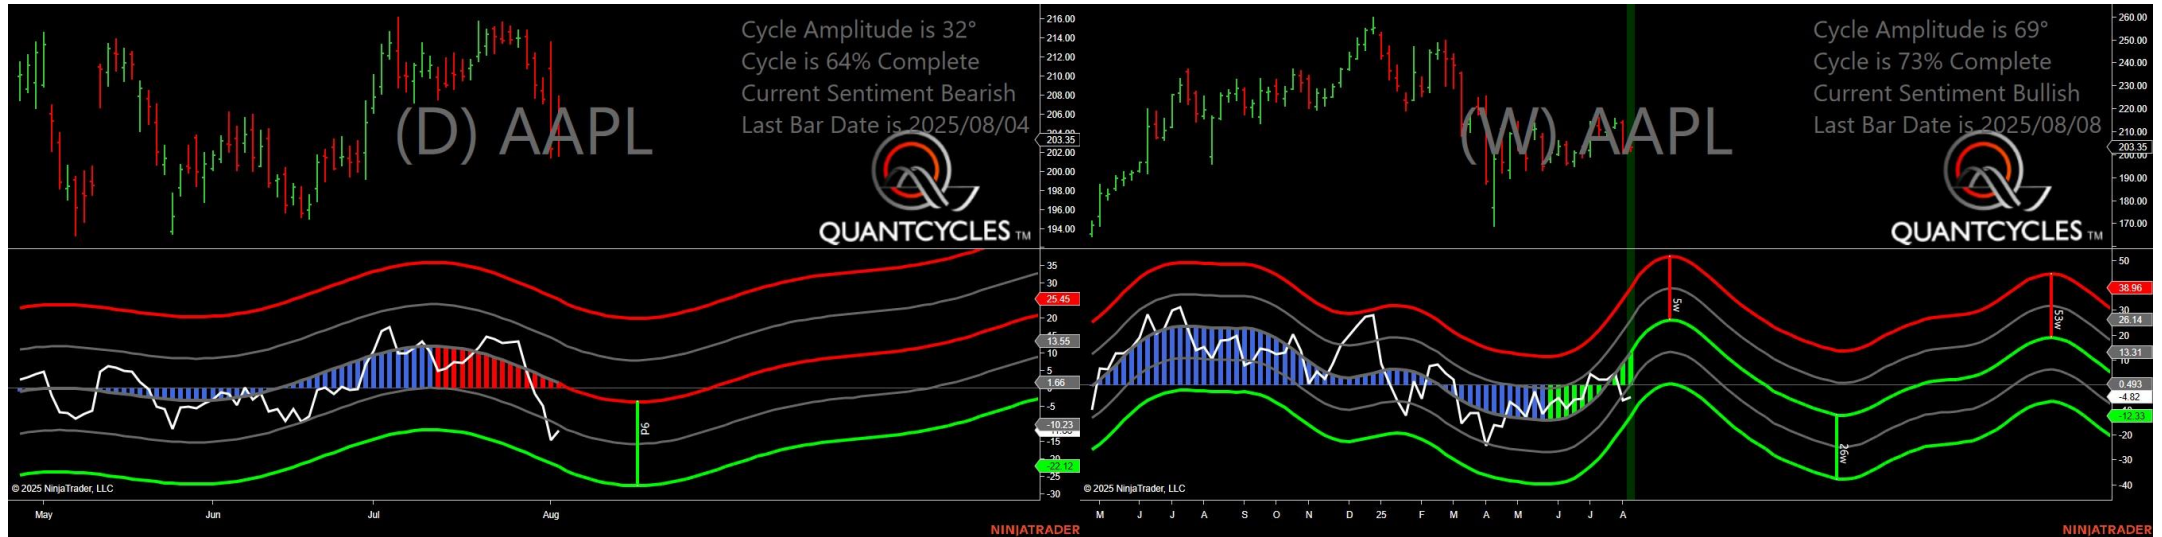 Cycle Amplitude is 32°
Cycle is 64% Complete
Current Sentiment Bearish
Last Bar Date is 2025/08/04
(D) AAPL
QUANTCYCLES TM
216.00
214.00
212.00
210.00
208.00
206.00
204.00
203.35
202.00
200.00
198.00
196.00
194.00
35
30
25.45
20
15
13.55
10
5
1.66
-5
-10.23
-15
-20
-22.12
-25
-30
9d
© 2025 NinjaTrader, LLC
May Jun Jul Aug
NINJATRADER
Cycle Amplitude is 69°
Cycle is 73% Complete
Current Sentiment Bullish
Last Bar Date is 2025/08/08
(W) AAPL
QUANTCYCLES TM
260.00
250.00
240.00
230.00
220.00
210.00
203.35
200.00
190.00
180.00
170.00
50
38.96
30
26.14
20
13.31
10
0.493
-4.82
-12.33
-20
-30
-40
5w
26w
53w
© 2025 NinjaTrader, LLC
M J J A S O N D 25 F M A M J J A
NINJATRADER